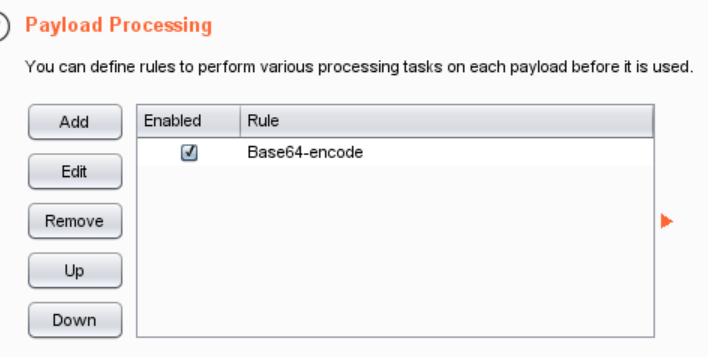 Payload Processing
You can define rules to perform various processing tasks on each payload before it is used.
Add
Enabled Rule
Base64-encode
Edit
Remove
Up
Down